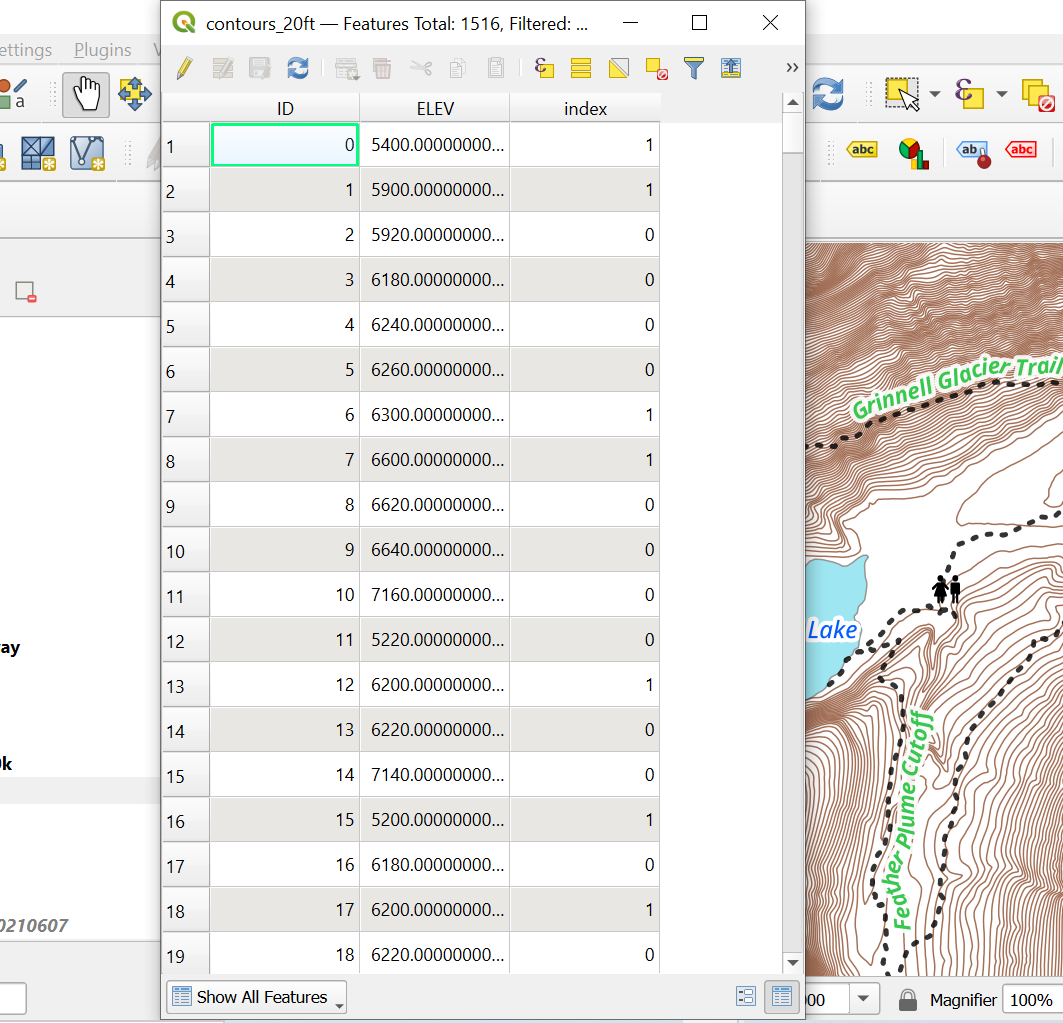 contours_20ft — Features Total: 1516, Filtered: ...
ettings Plugins
a
abc
ab
abc
ID ELEV index
1 0 5400.00000000... 1
2 1 5900.00000000... 1
3 2 5920.00000000... 0
4 3 6180.00000000... 0
5 4 6240.00000000... 0
6 5 6260.00000000... 0
7 6 6300.00000000... 1
8 7 6600.00000000... 1
9 8 6620.00000000... 0
10 9 6640.00000000... 0
11 10 7160.00000000... 0
12 11 5220.00000000... 0
13 12 6200.00000000... 1
14 13 6220.00000000... 0
15 14 7140.00000000... 0
16 15 5200.00000000... 1
17 16 6180.00000000... 0
18 17 6200.00000000... 1
19 18 6220.00000000... 0
Grinnell Glacier Trail
Lake
Feather Plume Cutoff
ray
0k
0210607
Show All Features
000 Magnifier 100%